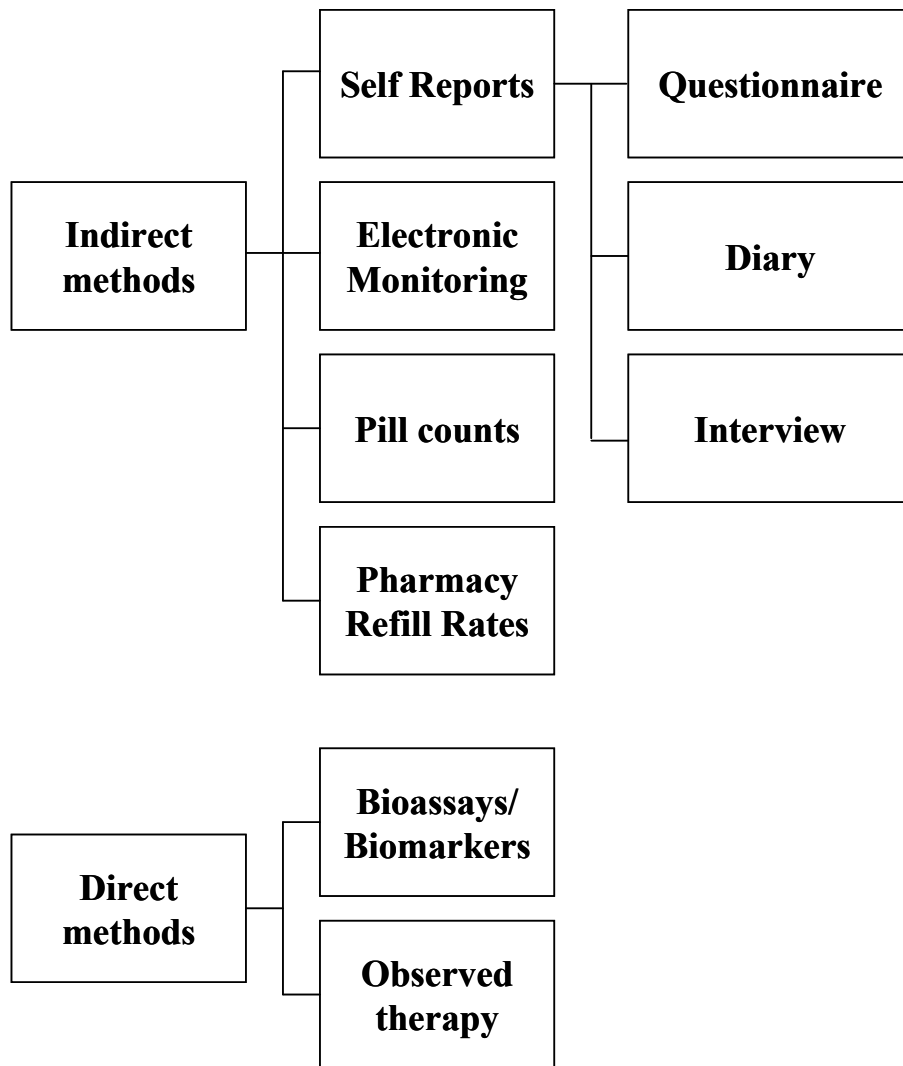 Self Reports
Questionnaire
Indirect
methods
Electronic
Monitoring
Diary
Pill counts
Interview
Pharmacy
Refill Rates
Bioassays/
Biomarkers
Direct
methods
Observed
therapy